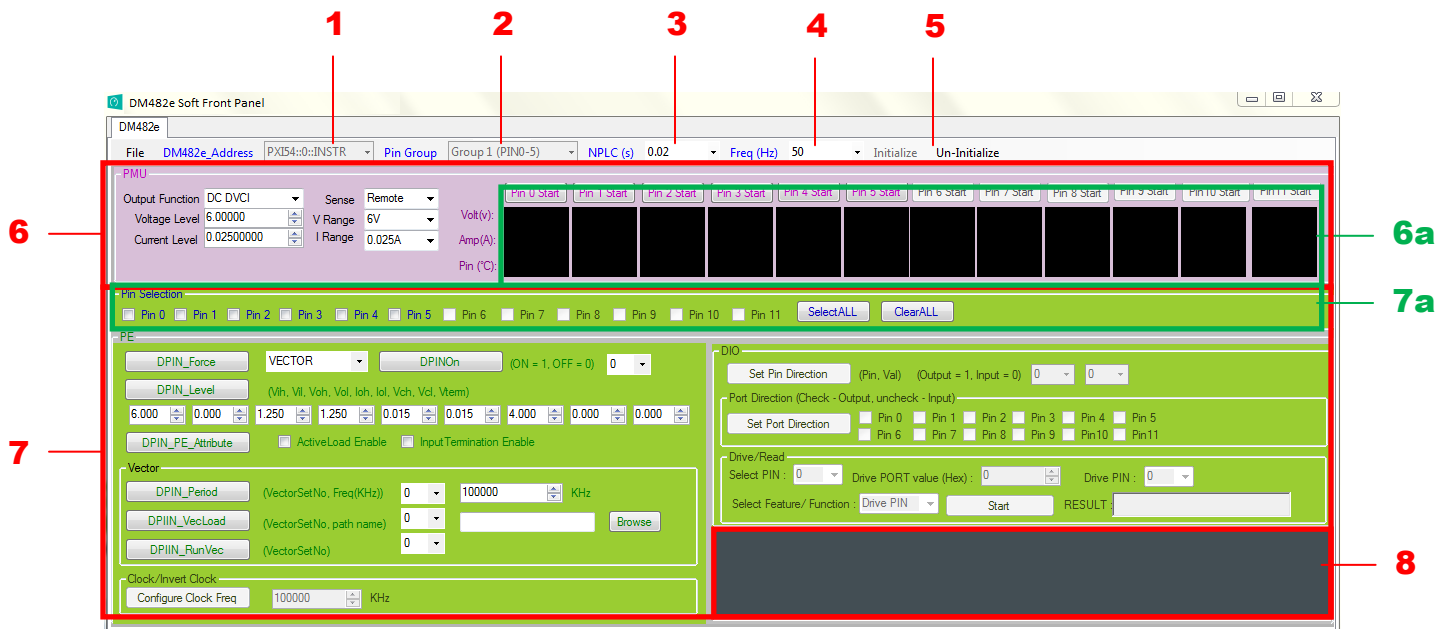 1 2 3 4 5
DM482e Soft Front Panel
DM482e
File DM482e_Address PXI54::0::INSTR Pin Group Group 1 (PIN0-5) NPLC (s) 0.02 Freq (Hz) 50 Initialize Un-Initialize
PMU
Pin 0 Start Pin 1 Start Pin 2 Start Pin 3 Start Pin 4 Start Pin 5 Start Pin 6 Start Pin 7 Start Pin 8 Start Pin 9 Start Pin10 Start Pin11 Start
Output Function DC DVCI Sense Remote
Voltage Level 6.00000 V Range 6V Volt(v):
Current Level 0.02500000 I Range 0.025A Amp(A):
Pin (°C):
6 6a
Pin Selection
7a
Pin 0 Pin 1 Pin 2 Pin 3 Pin 4 Pin 5 Pin 6 Pin 7 Pin 8 Pin 9 Pin 10 Pin 11 SelectALL ClearALL
PE
DPIN_Force VECTOR DPINOn (ON = 1, OFF = 0) 0
DPIN_Level (Vih, Vil, Voh, Vol, Ioh, Iol, Vch, Vcl, Vterm)
6.000 0.000 1.250 1.250 0.015 0.015 4.000 0.000 0.000
DPIN_PE_Attribute ActiveLoad Enable InputTermination Enable
7
Vector
DPIN_Period (VectorSetNo, Freq(KHz)) 0 100000 KHz
DPIIN_VecLoad (VectorSetNo, path name) 0 Browse
DPIIN_RunVec (VectorSetNo) 0
Clock/Invert Clock
Configure Clock Freq 100000 KHz
DIO
Set Pin Direction (Pin, Val) (Output = 1, Input = 0) 0 0
Port Direction (Check - Output, uncheck - Input)
Set Port Direction Pin 0 Pin 1 Pin 2 Pin 3 Pin 4 Pin 5
Pin 6 Pin 7 Pin 8 Pin 9 Pin10 Pin11
Drive/Read
Select PIN : 0 Drive PORT value (Hex) : 0 Drive PIN : 0
Select Feature/ Function : Drive PIN Start RESULT :
8